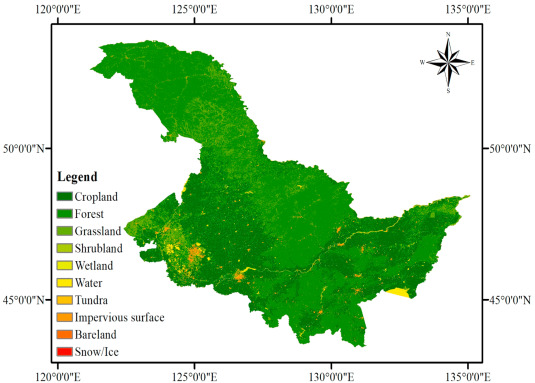 120°0'0"E 125°0'0"E 130°0'0"E 135°0'0"E
N
W E
S
50°0'0"N 50°0'0"N
Legend
Cropland
Forest
Grassland
Shrubland
Wetland
Water
Tundra
Impervious surface
Bareland
Snow/Ice
45°0'0"N 45°0'0"N
120°0'0"E 125°0'0"E 130°0'0"E 135°0'0"E